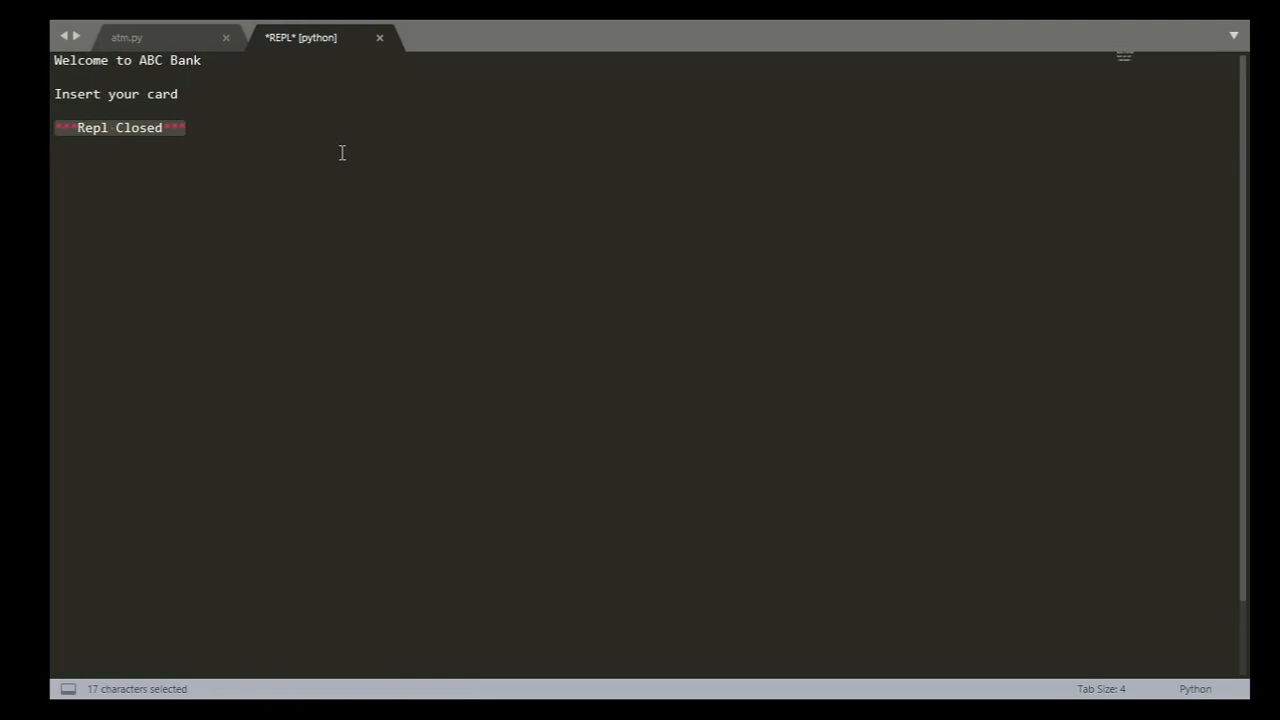 atm.py
*REPL* [python]
Welcome to ABC Bank
Insert your card
***Repl Closed***
17 characters selected
Tab Size: 4
Python